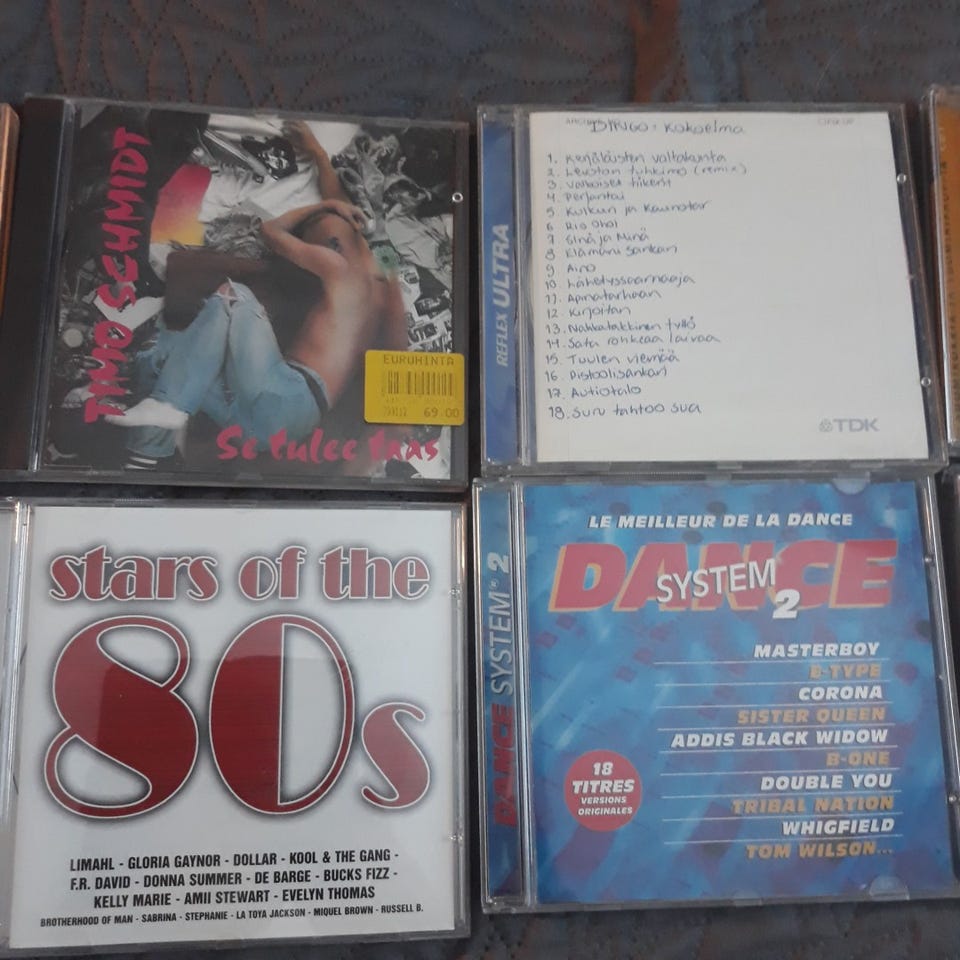 TIMO SCHMIDT
EUROHINTA
69.00
Se tulee taas
REFLEX ULTRA
DINGO: Kokoelma
1. Kerjäläisten valtakunta
2. Levoton tuhkimo (remix)
3. Valkoiset tiikerit
4. Perjantai
5. Kulkuri ja Kaunotar
6. Rio Ohoi
7. Sinä ja Minä
8. Elämäni sankari
9. Aino
10. Lähetyssaarnaaja
11. Apinatarhaan
12. Kirjoitan
13. Nahkatakkinen tyttö
14. Sata rohkeaa laivaa
15. Tuulen viemää
16. Pistoolisankari
17. Autiotalo
18. Suru tahtoo sua
TDK
stars of the
80s
LIMAHL - GLORIA GAYNOR - DOLLAR - KOOL & THE GANG -
F.R. DAVID - DONNA SUMMER - DE BARGE - BUCKS FIZZ -
KELLY MARIE - AMII STEWART - EVELYN THOMAS
BROTHERHOOD OF MAN - SABRINA - STEPHANIE - LA TOYA JACKSON - MIQUEL BROWN - RUSSELL B.
DANCE SYSTEM 2
LE MEILLEUR DE LA DANCE
DANCE
SYSTEM
2
MASTERBOY
E-TYPE
CORONA
SISTER QUEEN
ADDIS BLACK WIDOW
B-ONE
DOUBLE YOU
TRIBAL NATION
WHIGFIELD
TOM WILSON...
18
TITRES
VERSIONS
ORIGINALES